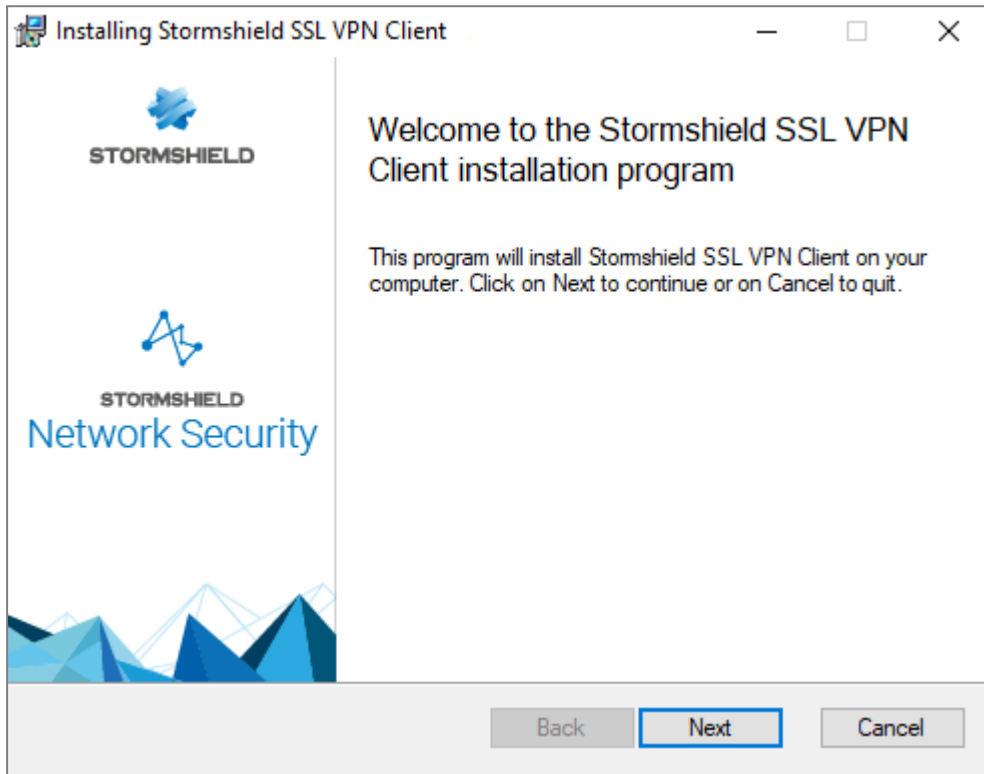 Installing Stormshield SSL VPN Client
STORMSHIELD
STORMSHIELD
Network Security
Welcome to the Stormshield SSL VPN
Client installation program
This program will install Stormshield SSL VPN Client on your
computer. Click on Next to continue or on Cancel to quit.
Back
Next
Cancel